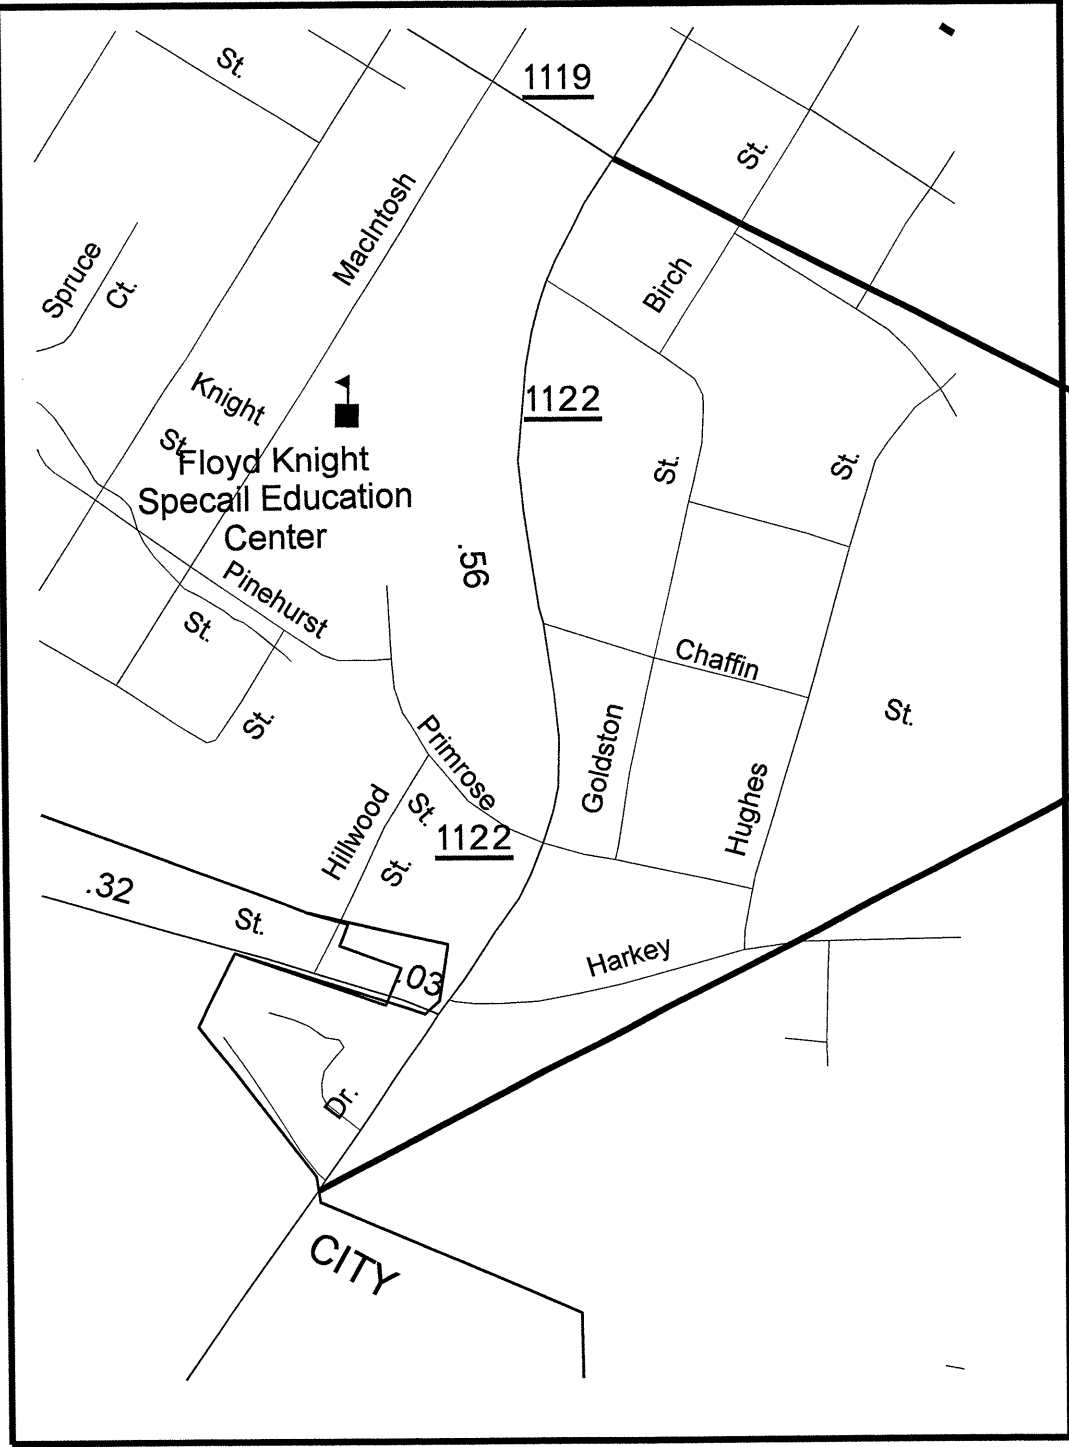 St.
1119
St.
MacIntosh
Spruce
Ct.
Birch
Knight
St.
1122
Floyd Knight
Specail Education
Center
St.
St.
.56
Pinehurst
St.
Chaffin
St.
St.
Primrose
Goldston
Hughes
Hillwood
St.
1122
St.
.32
St.
Harkey
.03
Dr.
CITY